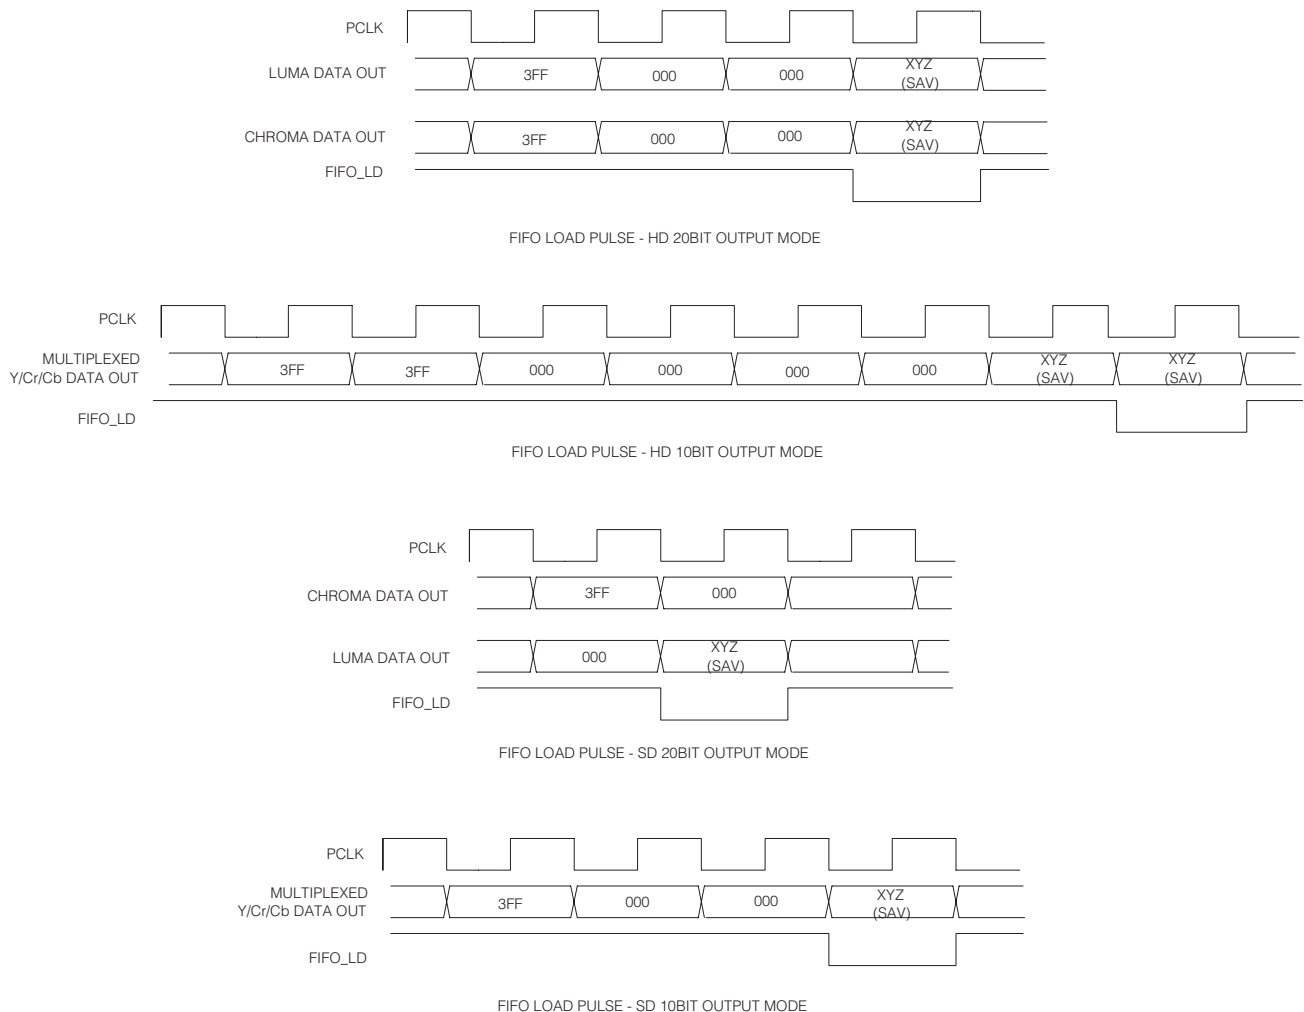 PCLK
LUMA DATA OUT
3FF 000 000 XYZ
(SAV)
CHROMA DATA OUT
3FF 000 000 XYZ
(SAV)
FIFO_LD
FIFO LOAD PULSE - HD 20BIT OUTPUT MODE
PCLK
MULTIPLEXED
Y/Cr/Cb DATA OUT
3FF 3FF 000 000 000 000 XYZ XYZ
(SAV) (SAV)
FIFO_LD
FIFO LOAD PULSE - HD 10BIT OUTPUT MODE
PCLK
CHROMA DATA OUT
3FF 000
LUMA DATA OUT
000 XYZ
(SAV)
FIFO_LD
FIFO LOAD PULSE - SD 20BIT OUTPUT MODE
PCLK
MULTIPLEXED
Y/Cr/Cb DATA OUT
3FF 000 000 XYZ
(SAV)
FIFO_LD
FIFO LOAD PULSE - SD 10BIT OUTPUT MODE